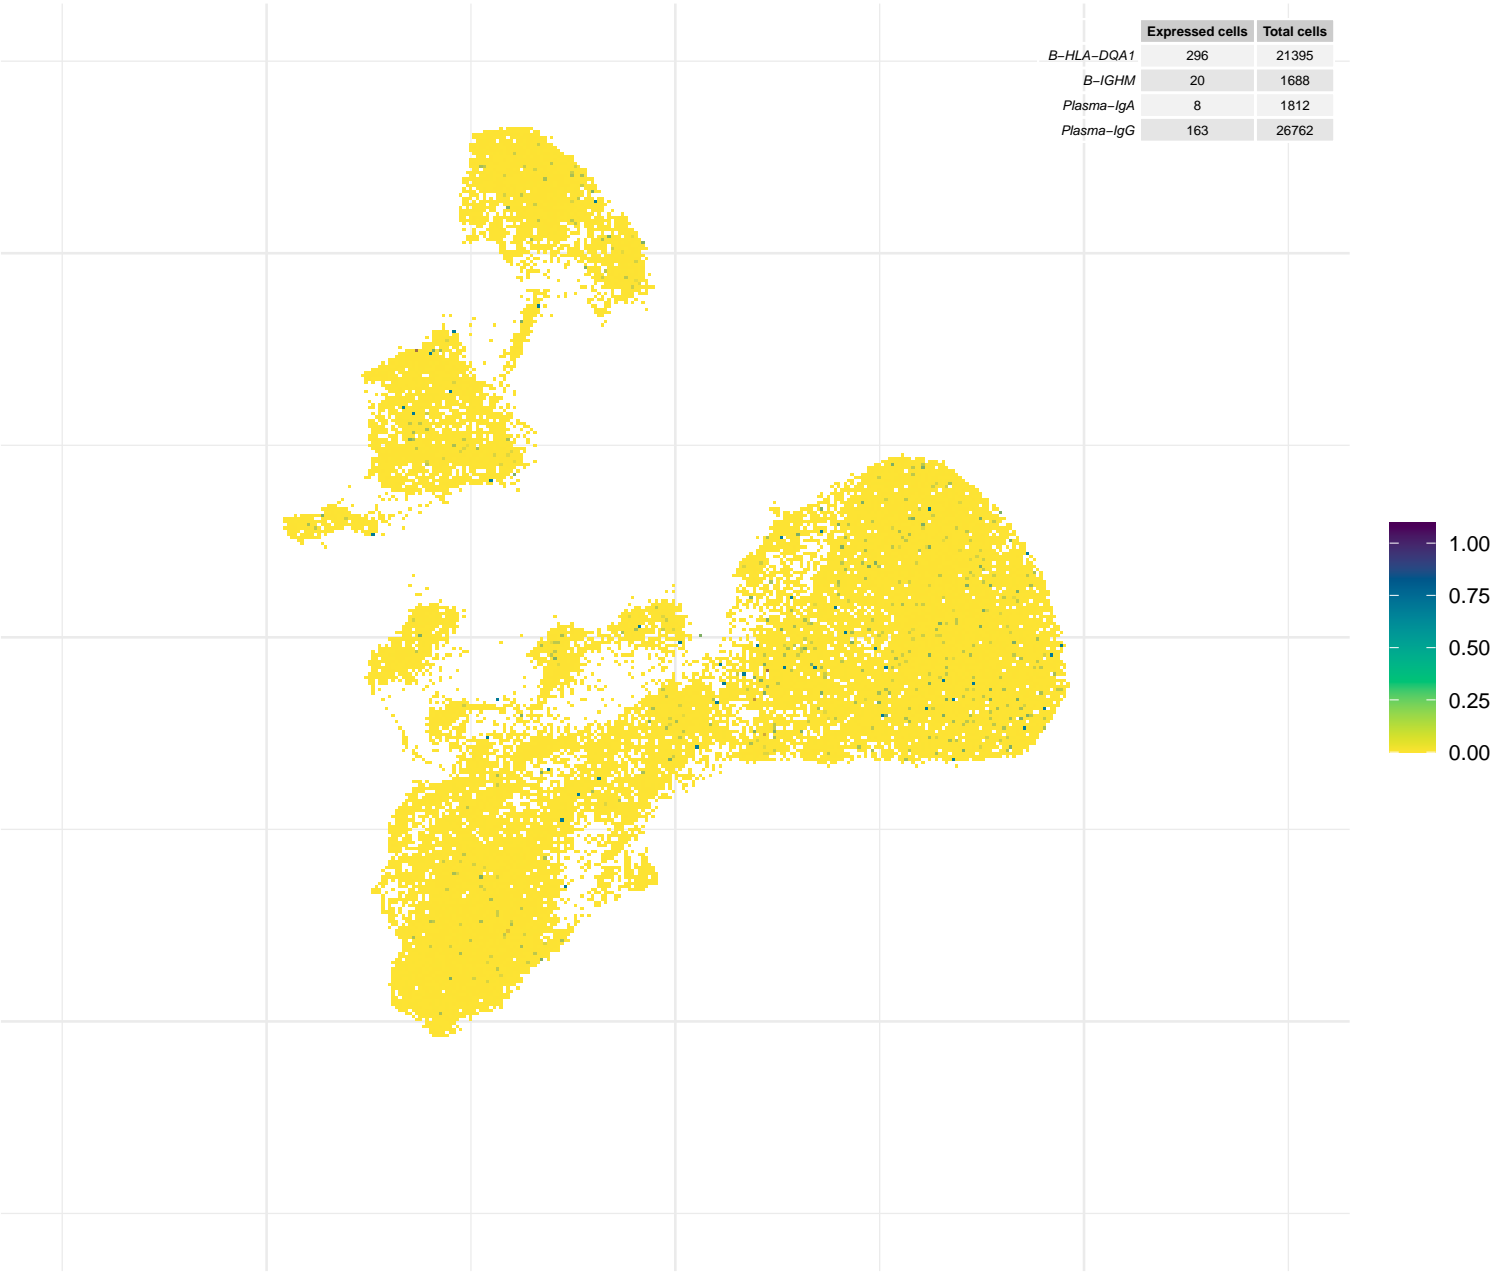 Expressed cells Total cells
B−HLA−DQA1 296 21395
B−IGHM 20 1688
Plasma−IgA 8 1812
Plasma−IgG 163 26762
1.00
0.75
0.50
0.25
0.00